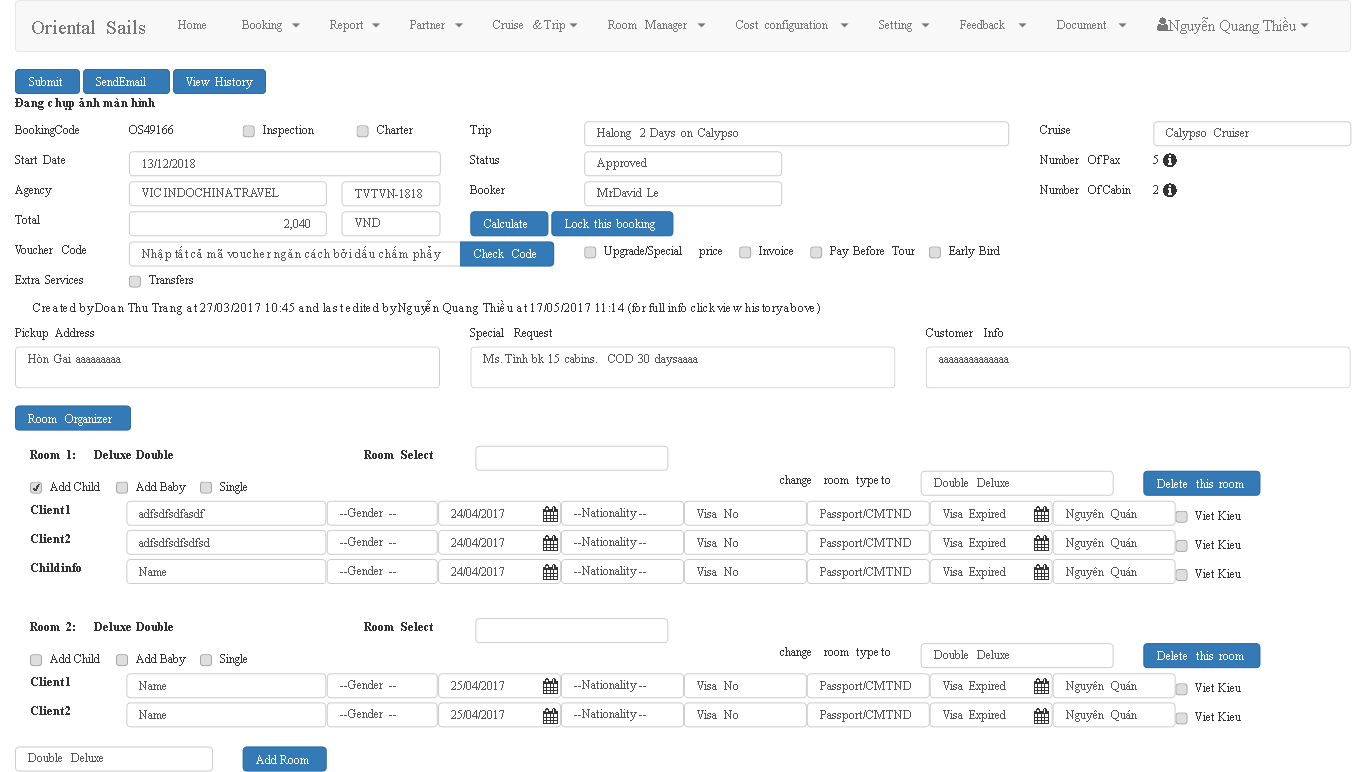 Oriental Sails Home Booking Report Partner Cruise & Trip Room Manager Cost configuration Setting Feedback Document Nguyễn Quang Thiều
Submit SendEmail View History
Đang chụp ảnh màn hình
BookingCode OS49166 Inspection Charter Trip Halong 2 Days on Calypso Cruise Calypso Cruiser
Start Date 13/12/2018 Status Approved Number Of Pax 5
Agency VIC INDOCHINA TRAVEL TVTVN-1818 Booker Mr David Le Number Of Cabin 2
Total 2,040 VND Calculate Lock this booking
Voucher Code Nhập tất cả mã voucher ngăn cách bởi dấu chấm phẩy Check Code Upgrade/Special price Invoice Pay Before Tour Early Bird
Extra Services Transfers
Created by Doan Thu Trang at 27/03/2017 10:45 and last edited by Nguyễn Quang Thiều at 17/05/2017 11:14 (for full info click view history above)
Pickup Address Special Request Customer Info
Hòn Gai aaaaaaaaa Ms. Tinh bk 15 cabins. COD 30 daysaaaa aaaaaaaaaaaaaa
Room Organizer
Room 1: Deluxe Double Room Select
Add Child Add Baby Single change room type to Double Deluxe Delete this room
Client1 adfsdfsdfasdf --Gender -- 24/04/2017 --Nationality-- Visa No Passport/CMTND Visa Expired Nguyên Quán Viet Kieu
Client2 adfsdfsdfsdfsd --Gender -- 24/04/2017 --Nationality-- Visa No Passport/CMTND Visa Expired Nguyên Quán Viet Kieu
Child info Name --Gender -- 24/04/2017 --Nationality-- Visa No Passport/CMTND Visa Expired Nguyên Quán Viet Kieu
Room 2: Deluxe Double Room Select
Add Child Add Baby Single change room type to Double Deluxe Delete this room
Client1 Name --Gender -- 25/04/2017 --Nationality-- Visa No Passport/CMTND Visa Expired Nguyên Quán Viet Kieu
Client2 Name --Gender -- 25/04/2017 --Nationality-- Visa No Passport/CMTND Visa Expired Nguyên Quán Viet Kieu
Double Deluxe Add Room